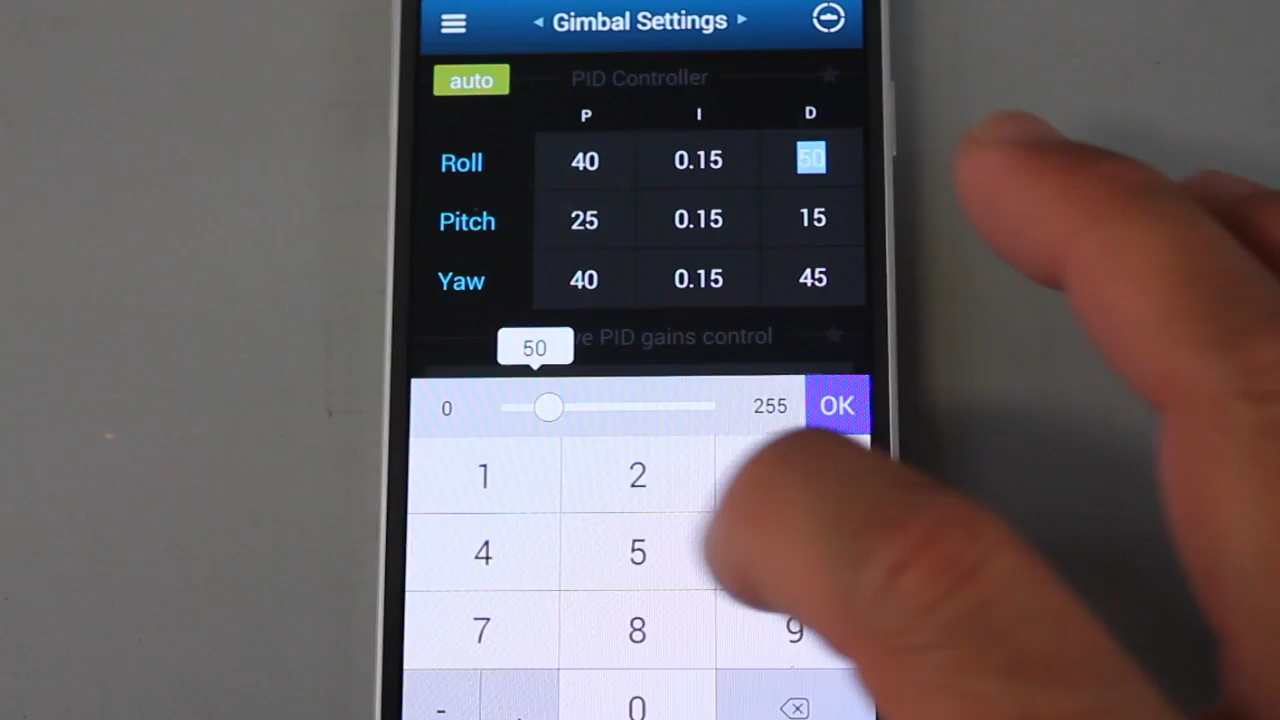 ◂ Gimbal Settings ▸
auto PID Controller
P I D
Roll 40 0.15 50
Pitch 25 0.15 15
Yaw 40 0.15 45
PID gains control
50
0 255 OK
1 2
4 5
7 8 9
- . 0